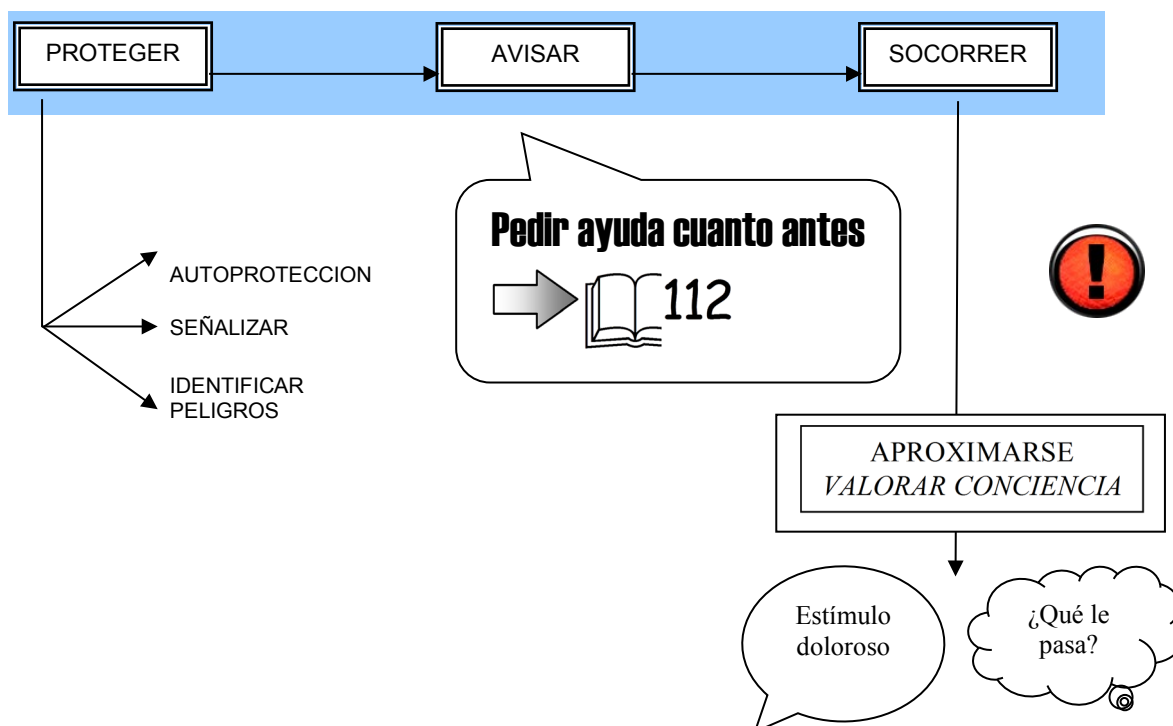 PROTEGER
AVISAR
SOCORRER
Pedir ayuda cuanto antes
112
AUTOPROTECCION
SEÑALIZAR
IDENTIFICAR
PELIGROS
!
APROXIMARSE
VALORAR CONCIENCIA
Estímulo
doloroso
¿Qué le
pasa?